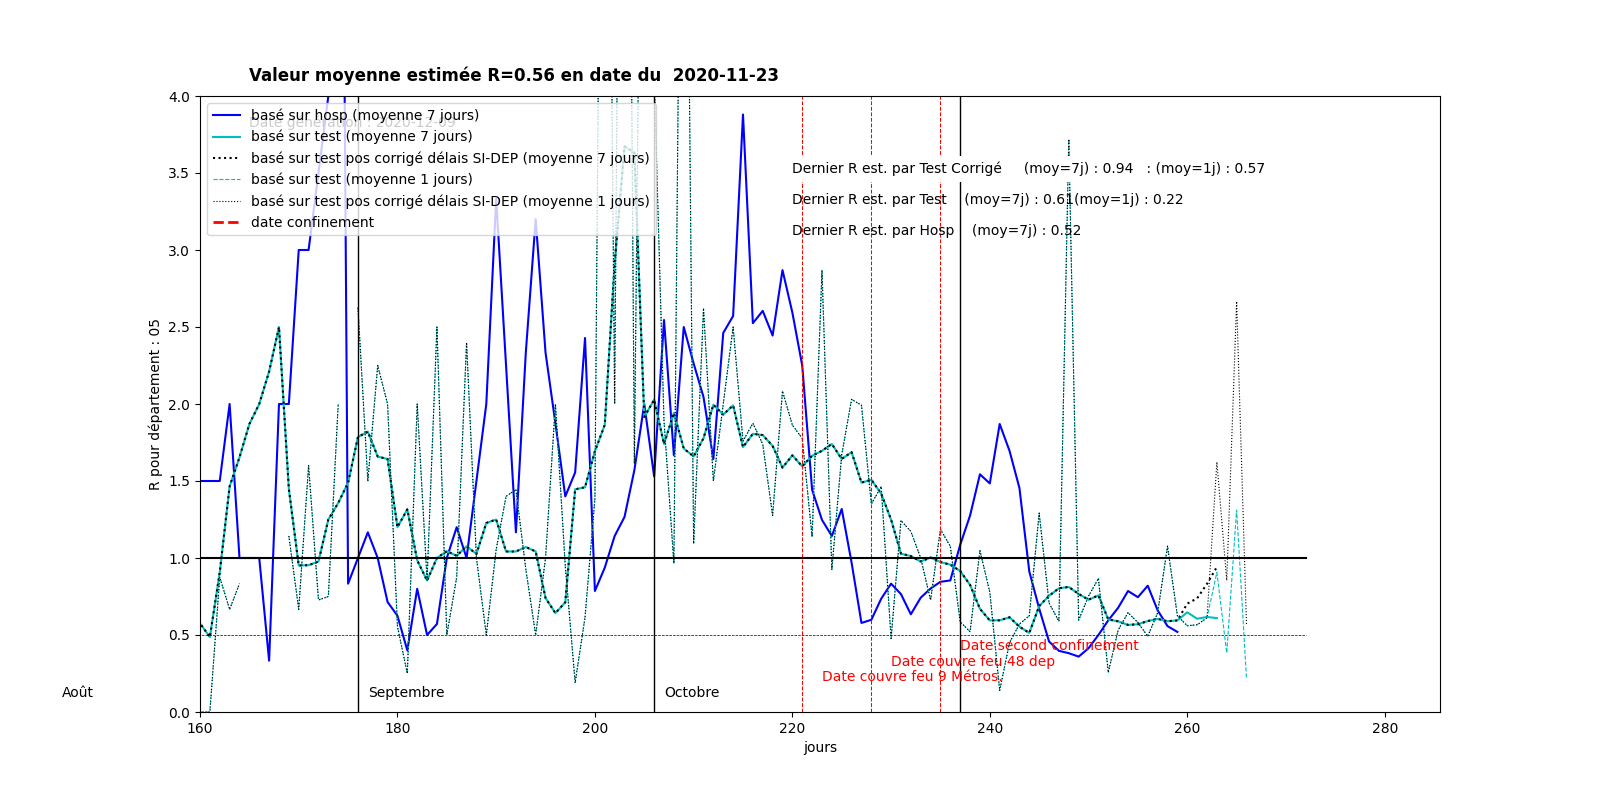 Valeur moyenne estimée R=0.56 en date du  2020-11-23
Date génération : 2020-12-09
basé sur hosp (moyenne 7 jours)
basé sur test (moyenne 7 jours)
basé sur test pos corrigé délais SI-DEP (moyenne 7 jours)
basé sur test (moyenne 1 jours)
basé sur test pos corrigé délais SI-DEP (moyenne 1 jours)
date confinement
Dernier R est. par Test Corrigé (moy=7j) : 0.94 : (moy=1j) : 0.57
Dernier R est. par Test (moy=7j) : 0.61(moy=1j) : 0.22
Dernier R est. par Hosp (moy=7j) : 0.52
4.0
3.5
3.0
2.5
2.0
1.5
1.0
0.5
0.0
R pour département : 05
Date second confinement
Date couvre feu 48 dep
Date couvre feu 9 Métros
Août
Septembre
Octobre
160 180 200 220 240 260 280
jours